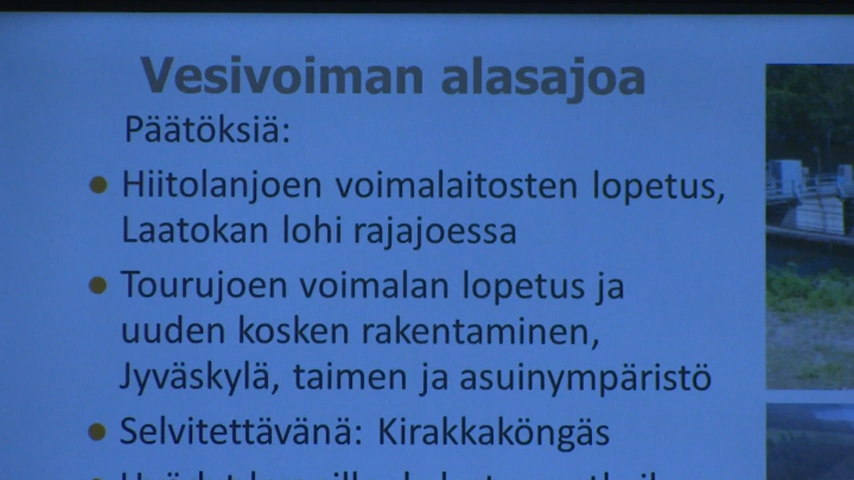 Vesivoiman alasajoa
Päätöksiä:
Hiitolanjoen voimalaitosten lopetus,
Laatokan lohi rajajoessa
Tourujoen voimalan lopetus ja
uuden kosken rakentaminen,
Jyväskylä, taimen ja asuinympäristö
Selvitettävänä: Kirakkaköngäs